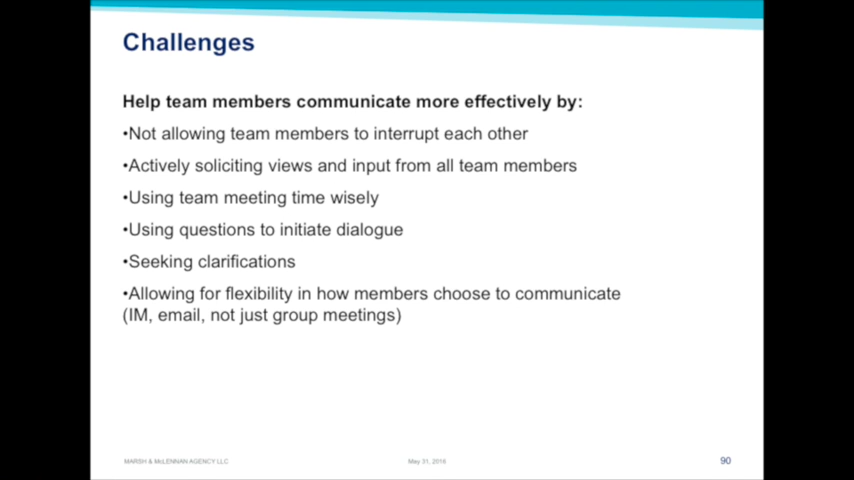 Challenges
Help team members communicate more effectively by:
•Not allowing team members to interrupt each other
•Actively soliciting views and input from all team members
•Using team meeting time wisely
•Using questions to initiate dialogue
•Seeking clarifications
•Allowing for flexibility in how members choose to communicate
(IM, email, not just group meetings)
MARSH & McLENNAN AGENCY LLC
May 31, 2016
90